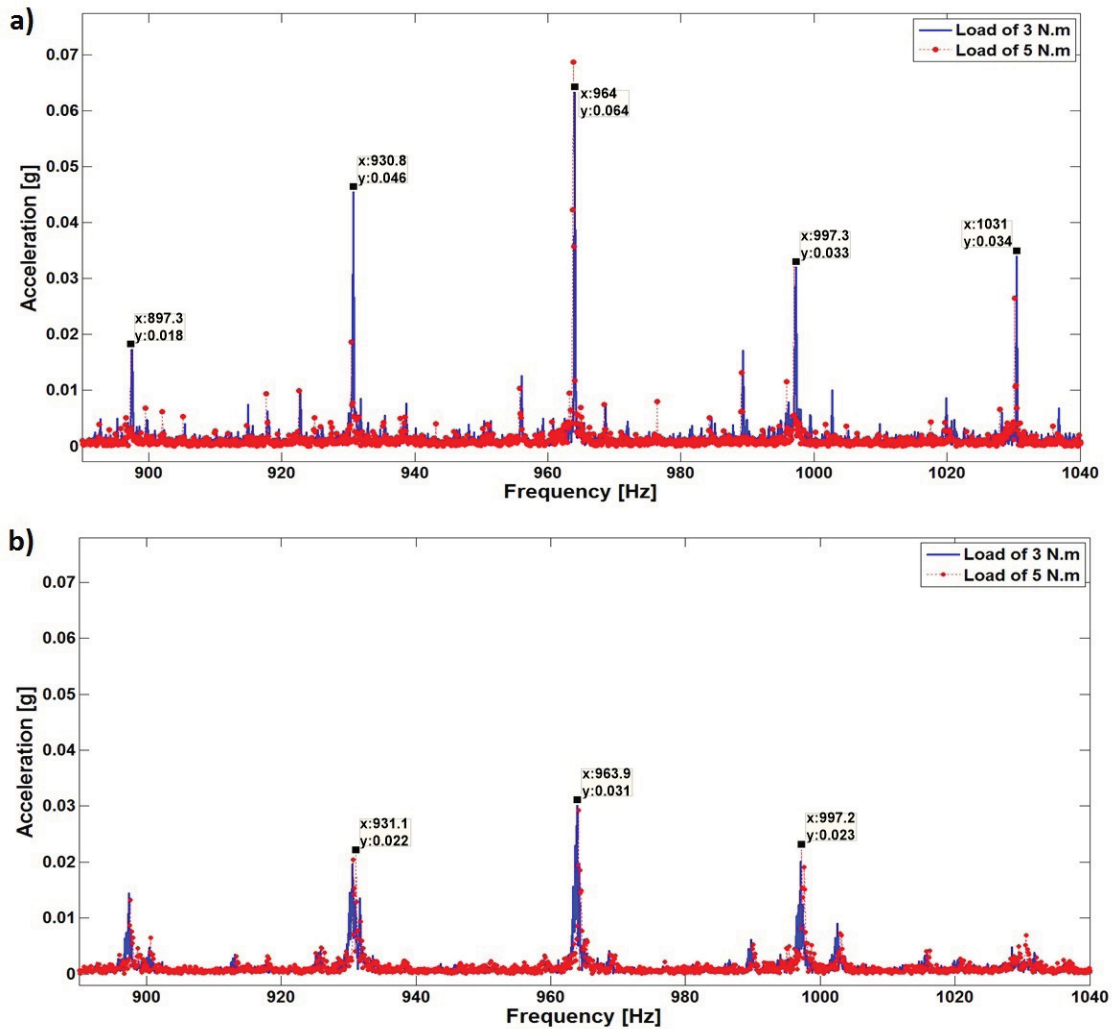 a)
Load of 3 N.m
Load of 5 N.m
0.07
x:964
y:0.064
0.06
x:930.8
y:0.046
0.05
x:997.3
y:0.033
x:1031
y:0.034
0.04
0.03
x:897.3
y:0.018
0.02
0.01
0
Acceleration [g]
900 920 940 960 980 1000 1020 1040
Frequency [Hz]
b)
Load of 3 N.m
Load of 5 N.m
0.07
0.06
0.05
0.04
x:963.9
y:0.031
0.03
x:931.1
y:0.022
x:997.2
y:0.023
0.02
0.01
0
Acceleration [g]
900 920 940 960 980 1000 1020 1040
Frequency [Hz]